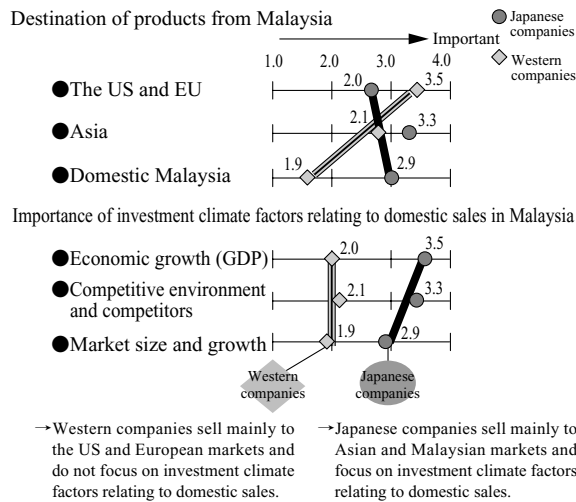 Destination of products from Malaysia
Japanese
companies
Important
Western
companies
1.0 2.0 3.0 4.0
2.0 3.5
●The US and EU
2.1 3.3
●Asia
1.9 2.9
●Domestic Malaysia
Importance of investment climate factors relating to domestic sales in Malaysia
2.0 3.5
●Economic growth (GDP)
2.1 3.3
●Competitive environment
and competitors
1.9 2.9
●Market size and growth
Western
companies
Japanese
companies
→Western companies sell mainly to
the US and European markets and
do not focus on investment climate
factors relating to domestic sales.
→Japanese companies sell mainly to
Asian and Malaysian markets and
focus on investment climate factors
relating to domestic sales.